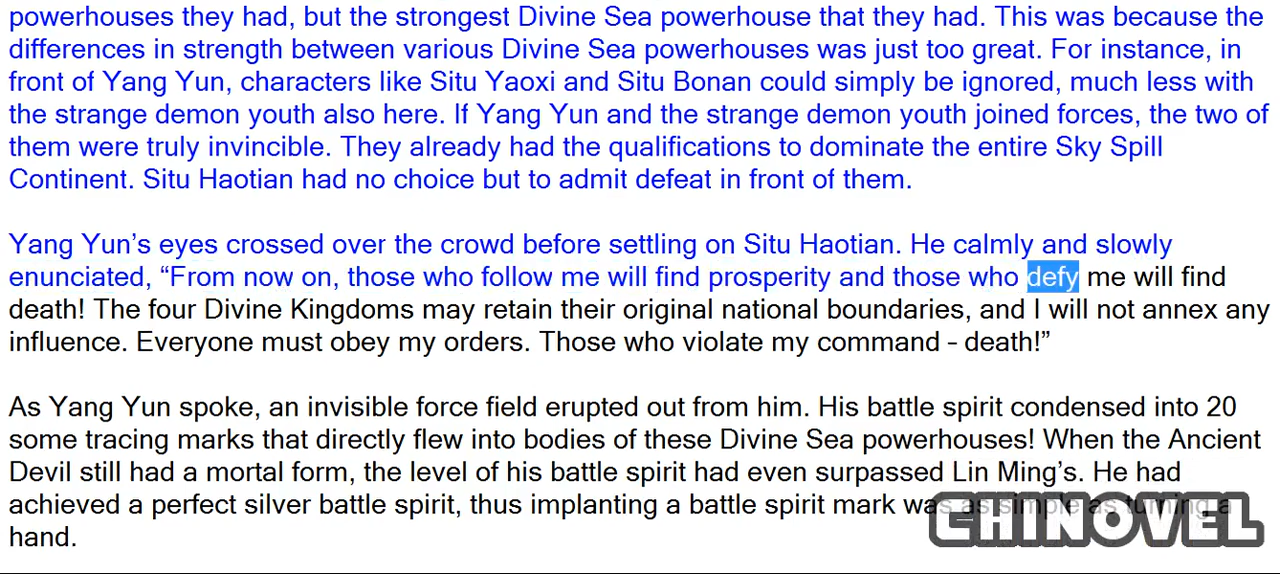 powerhouses they had, but the strongest Divine Sea powerhouse that they had. This was because the
differences in strength between various Divine Sea powerhouses was just too great. For instance, in
front of Yang Yun, characters like Situ Yaoxi and Situ Bonan could simply be ignored, much less with
the strange demon youth also here. If Yang Yun and the strange demon youth joined forces, the two of
them were truly invincible. They already had the qualifications to dominate the entire Sky Spill
Continent. Situ Haotian had no choice but to admit defeat in front of them.
Yang Yun’s eyes crossed over the crowd before settling on Situ Haotian. He calmly and slowly
enunciated, “From now on, those who follow me will find prosperity and those who defy me will find
death! The four Divine Kingdoms may retain their original national boundaries, and I will not annex any
influence. Everyone must obey my orders. Those who violate my command – death!”
As Yang Yun spoke, an invisible force field erupted out from him. His battle spirit condensed into 20
some tracing marks that directly flew into bodies of these Divine Sea powerhouses! When the Ancient
Devil still had a mortal form, the level of his battle spirit had even surpassed Lin Ming’s. He had
achieved a perfect silver battle spirit, thus implanting a battle spirit mark was as simple as turning a
hand.
CHINOVEL